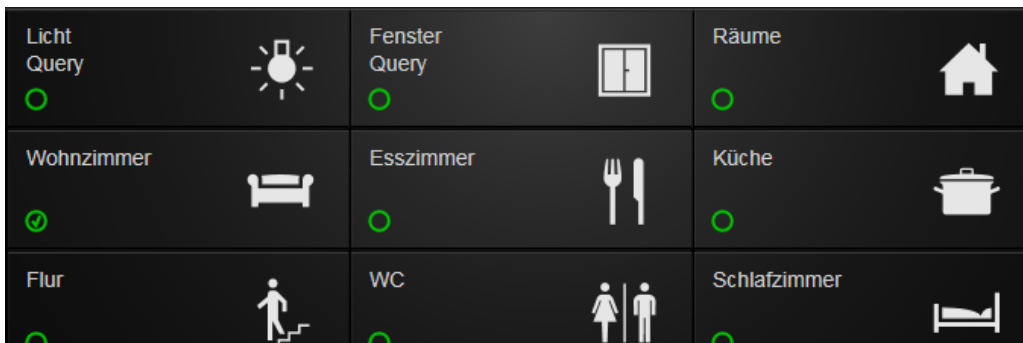 Licht
Query
Fenster
Query
Räume
Wohnzimmer
Esszimmer
Küche
Flur
WC
Schlafzimmer